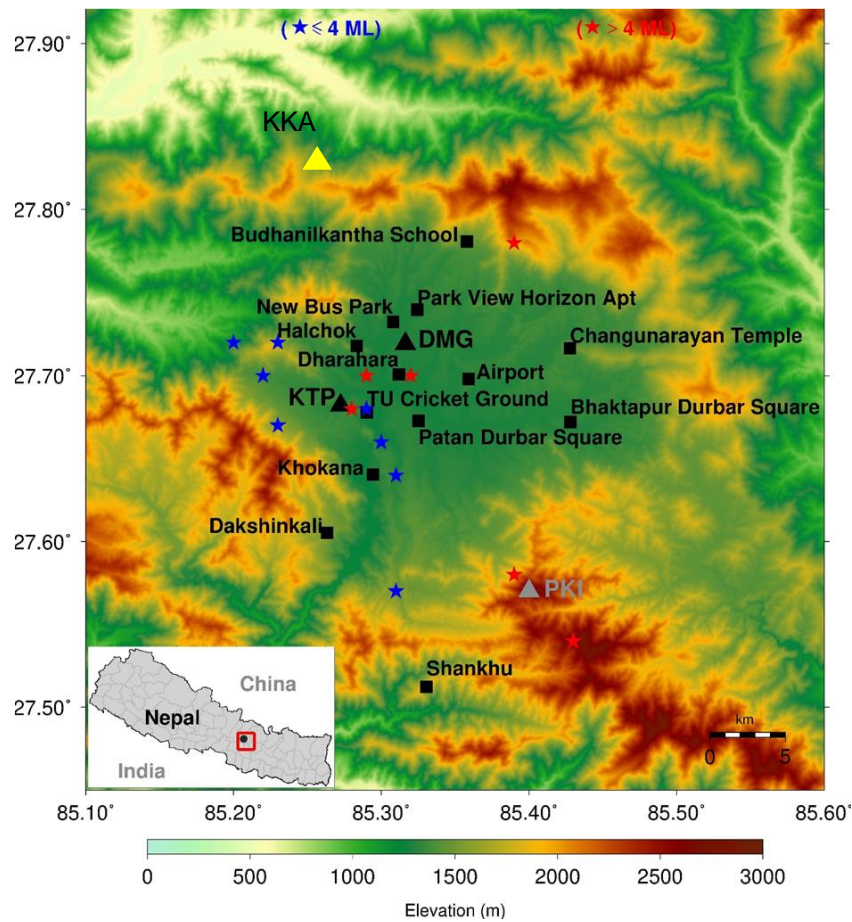 27.90°
(★ ≤ 4 ML)
(★ > 4 ML)
KKA
27.80°
Budhanilkantha School
Park View Horizon Apt
New Bus Park
Halchok
DMG
Changunarayan Temple
Dharahara
27.70°
Airport
KTP
TU Cricket Ground
Bhaktapur Durbar Square
Patan Durbar Square
Khokana
27.60°
Dakshinkali
PKI
Shankhu
China
27.50°
Nepal
km
0 5
India
85.10° 85.20° 85.30° 85.40° 85.50° 85.60°
0 500 1000 1500 2000 2500 3000
Elevation (m)